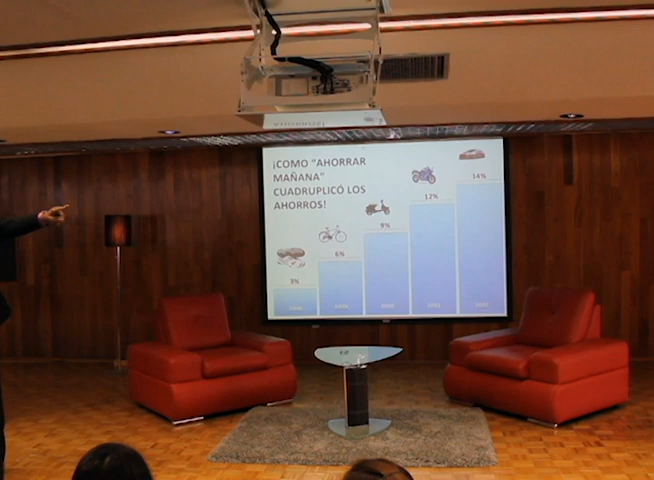 ¡COMO "AHORRAR
MAÑANA"
CUADRUPLICÓ LOS
AHORROS!
14%
12%
9%
6%
3%